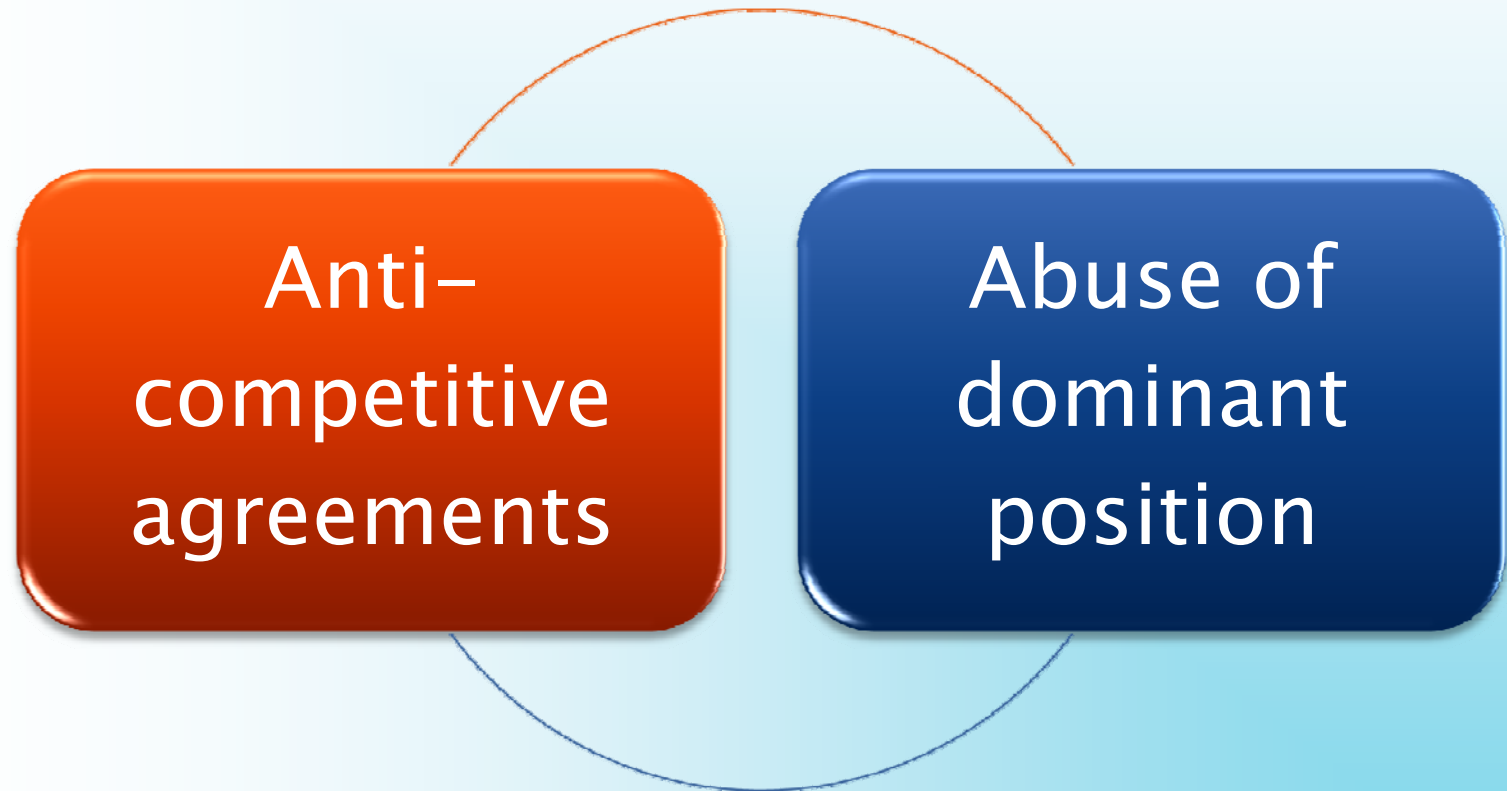 Anti-
competitive
agreements
Abuse of
dominant
position